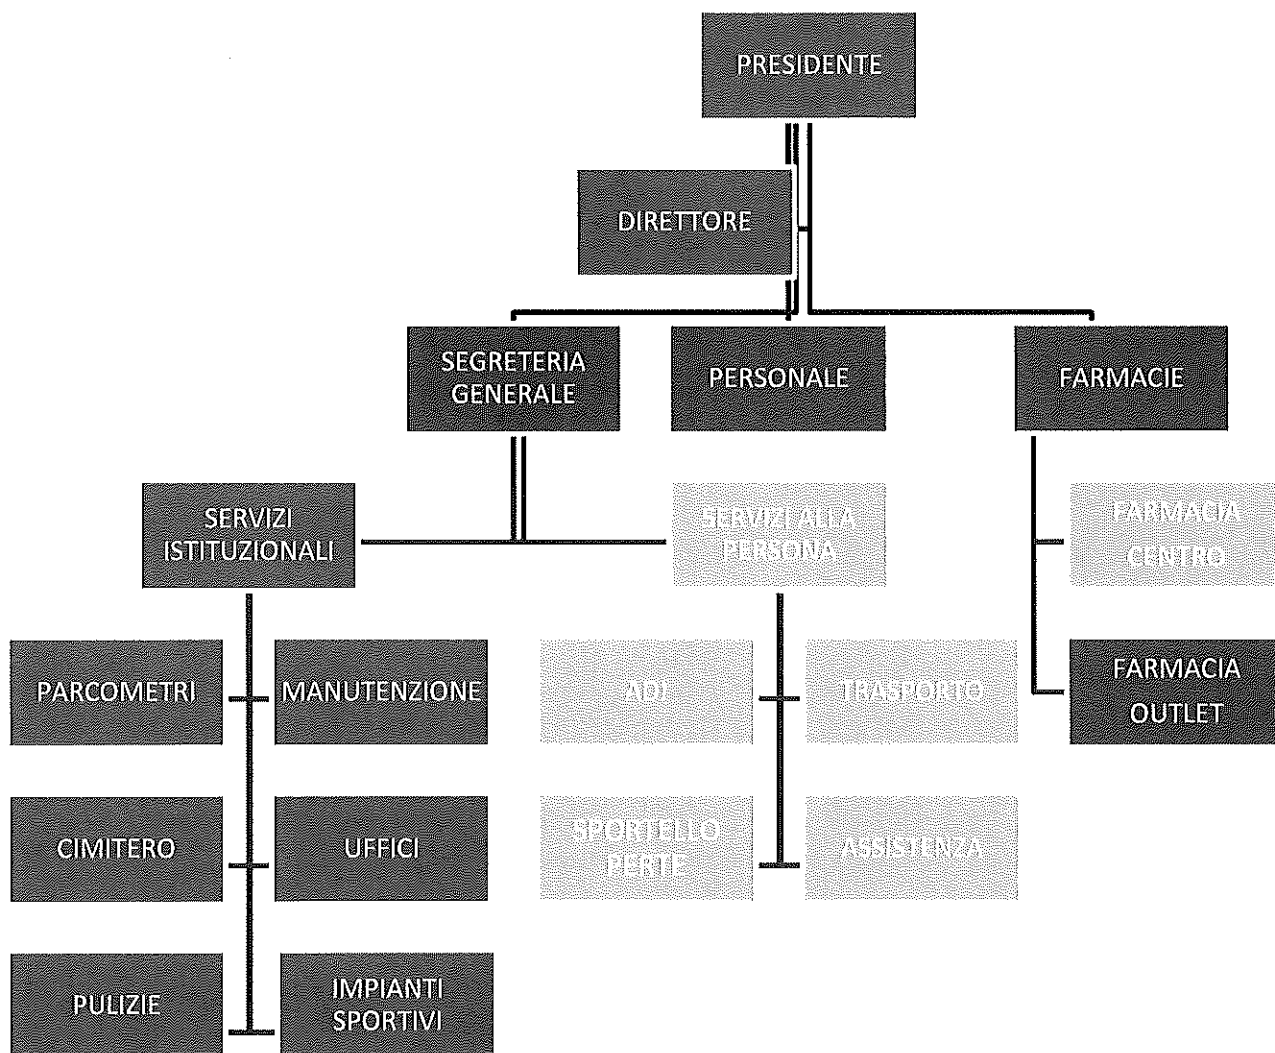 PRESIDENTE
DIRETTORE
SEGRETERIA
GENERALE
PERSONALE
FARMACIE
SERVIZI
ISTITUZIONALI
SERVIZI ALLA
PERSONA
FARMACIA
CENTRO
PARCOMETRI
MANUTENZIONE
ADI
TRASPORTO
FARMACIA
OUTLET
CIMITERO
UFFICI
SPORTELLO
PERTE
ASSISTENZA
PULIZIE
IMPIANTI
SPORTIVI